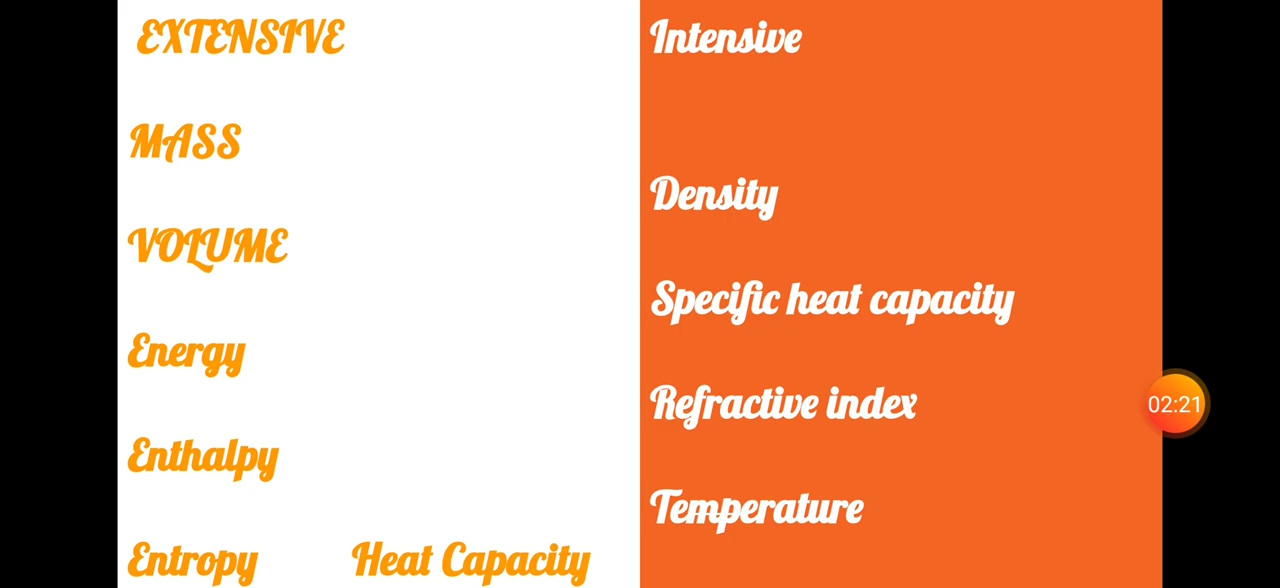 EXTENSIVE
MASS
VOLUME
Energy
Enthalpy
Entropy Heat Capacity
Intensive
Density
Specific heat capacity
Refractive index
Temperature
02:21